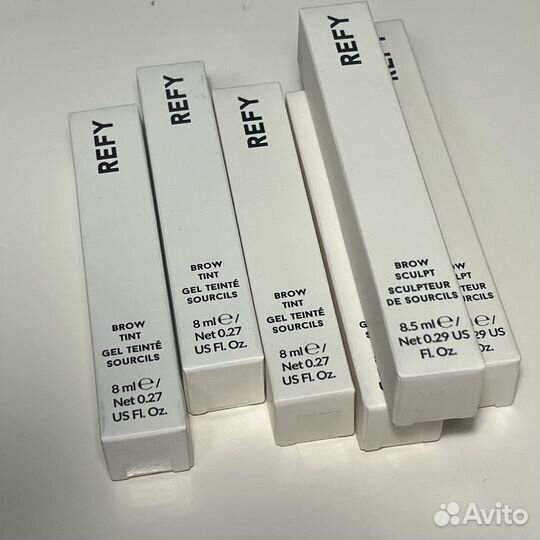 REFY
BROW
TINT
GEL TEINTÉ
SOURCILS
8 ml ℮ /
Net 0.27
US Fl. Oz.
REFY
BROW
TINT
GEL TEINTÉ
SOURCILS
8 ml ℮ /
Net 0.27
US Fl. Oz.
REFY
BROW
TINT
GEL TEINTÉ
SOURCILS
8 ml ℮ /
Net 0.27
US Fl. Oz.
REFY
BROW
SCULPT
SCULPTEUR
DE SOURCILS
8.5 ml ℮ /
Net 0.29 US
Fl. Oz.
29 US
Avito